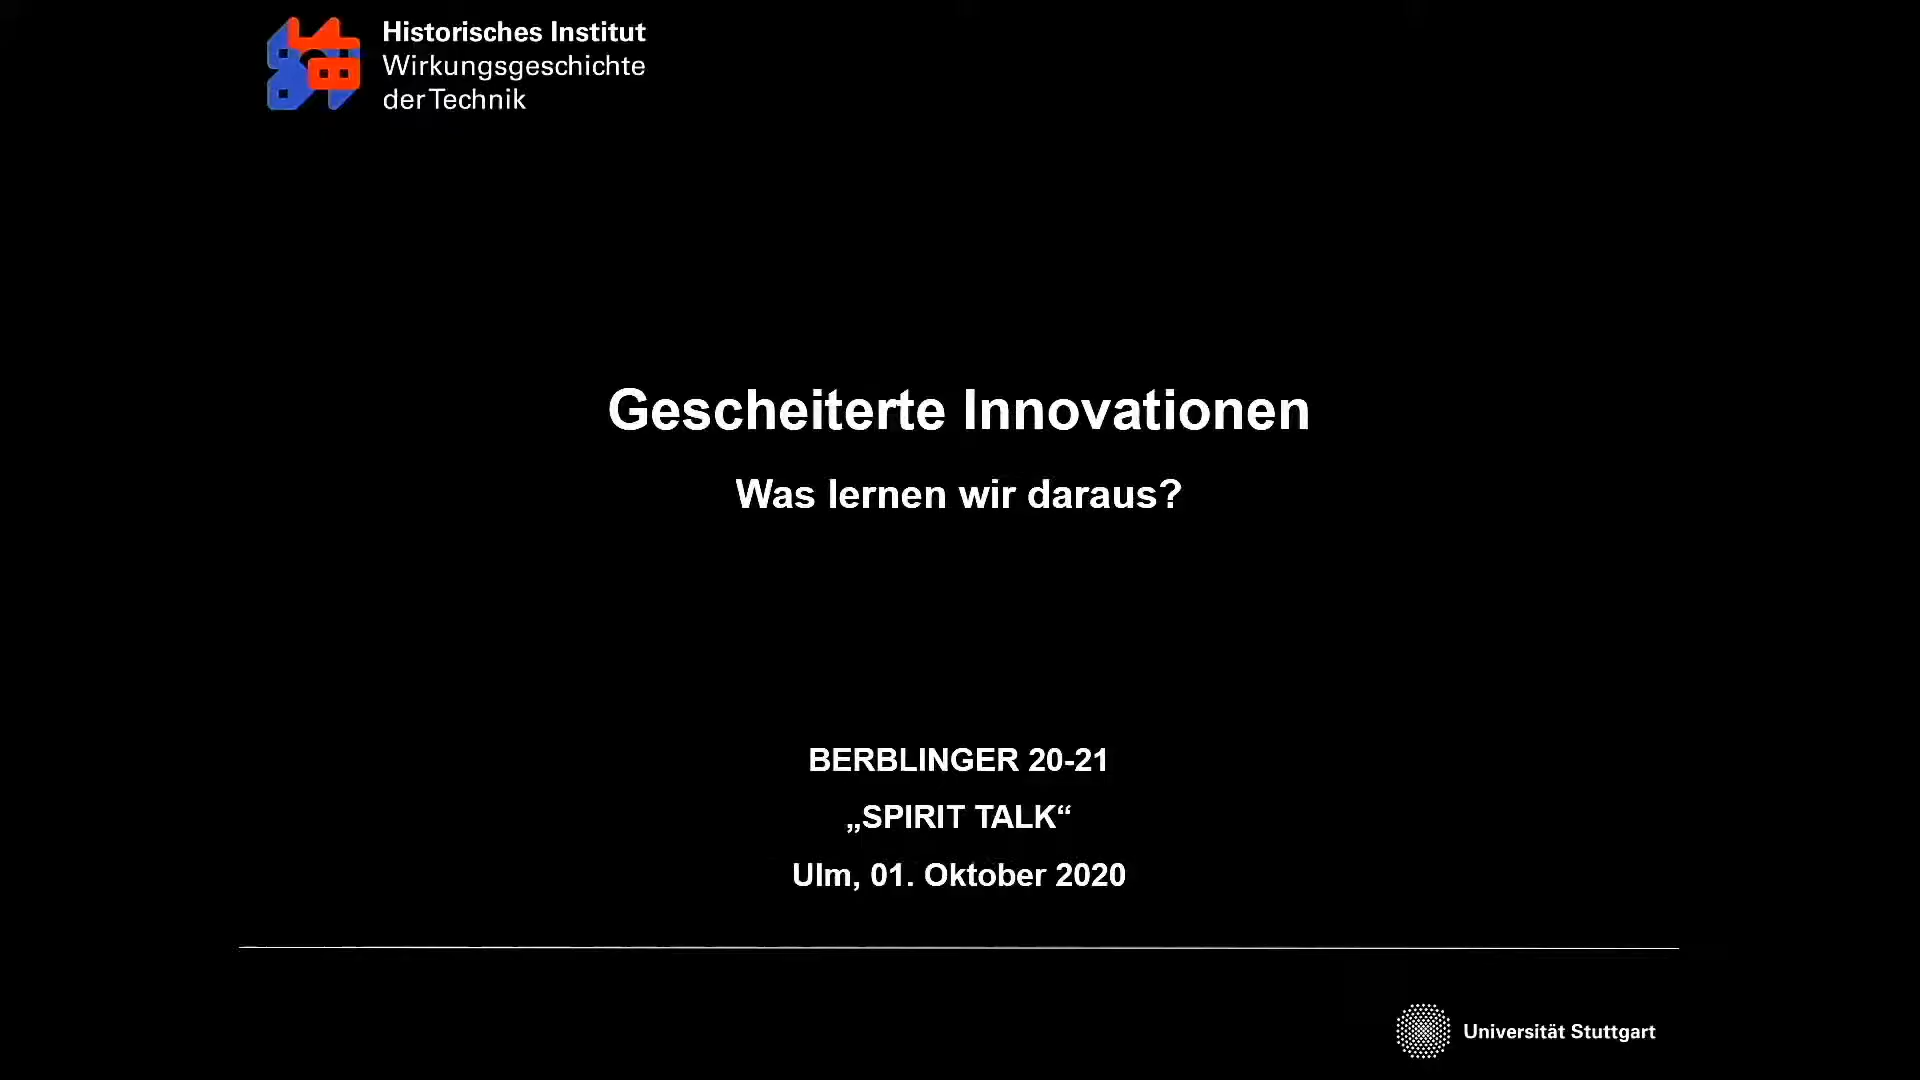 Historisches Institut
Wirkungsgeschichte
der Technik
Gescheiterte Innovationen
Was lernen wir daraus?
BERBLINGER 20-21
„SPIRIT TALK“
Ulm, 01. Oktober 2020
Universität Stuttgart